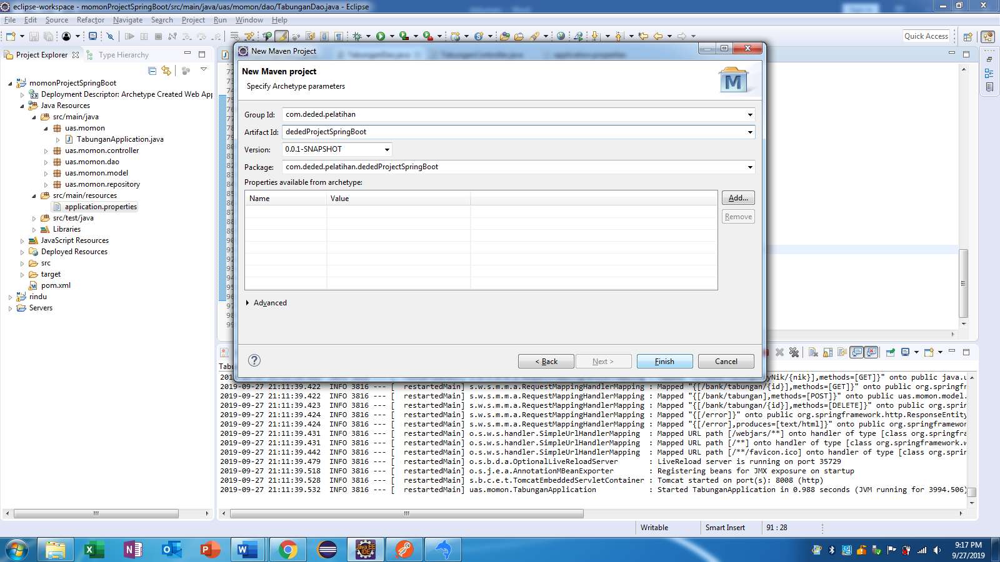 eclipse-workspace - momonProjectSpringBoot/src/main/java/uas/momon/dao/TabunganDao.java - Eclipse
File Edit Source Refactor Navigate Search Project Run Window Help
Quick Access
Project Explorer
Type Hierarchy
momonProjectSpringBoot
Deployment Descriptor: Archetype Created Web App
Java Resources
src/main/java
uas.momon
TabunganApplication.java
uas.momon.controller
uas.momon.dao
uas.momon.model
uas.momon.repository
src/main/resources
application.properties
src/test/java
Libraries
JavaScript Resources
Deployed Resources
src
target
pom.xml
rindu
Servers
New Maven Project
New Maven project
Specify Archetype parameters
Group Id: com.deded.pelatihan
Artifact Id: dededProjectSpringBoot
Version: 0.0.1-SNAPSHOT
Package: com.deded.pelatihan.dededProjectSpringBoot
Properties available from archetype:
Name Value
Add...
Remove
Advanced
< Back Next > Finish Cancel
97
98
99
2019-09-27 21:11:39.422 INFO 3816 --- [ restartedMain] s.w.s.m.m.a.RequestMappingHandlerMapping : Mapped "{[/bank/tabungan/{id}],methods=[GET]}" onto public org.springfr
2019-09-27 21:11:39.422 INFO 3816 --- [ restartedMain] s.w.s.m.m.a.RequestMappingHandlerMapping : Mapped "{[/bank/tabungan],methods=[POST]}" onto public uas.momon.model.
2019-09-27 21:11:39.423 INFO 3816 --- [ restartedMain] s.w.s.m.m.a.RequestMappingHandlerMapping : Mapped "{[/bank/tabungan/{id}],methods=[DELETE]}" onto public org.sprin
2019-09-27 21:11:39.424 INFO 3816 --- [ restartedMain] s.w.s.m.m.a.RequestMappingHandlerMapping : Mapped "{[/error]}" onto public org.springframework.http.ResponseEntity
2019-09-27 21:11:39.424 INFO 3816 --- [ restartedMain] s.w.s.m.m.a.RequestMappingHandlerMapping : Mapped "{[/error],produces=[text/html]}" onto public org.springframewor
2019-09-27 21:11:39.431 INFO 3816 --- [ restartedMain] o.s.w.s.handler.SimpleUrlHandlerMapping : Mapped URL path [/webjars/**] onto handler of type [class org.springfra
2019-09-27 21:11:39.431 INFO 3816 --- [ restartedMain] o.s.w.s.handler.SimpleUrlHandlerMapping : Mapped URL path [/**] onto handler of type [class org.springframework.w
2019-09-27 21:11:39.442 INFO 3816 --- [ restartedMain] o.s.w.s.handler.SimpleUrlHandlerMapping : Mapped URL path [/**/favicon.ico] onto handler of type [class org.sprin
2019-09-27 21:11:39.479 INFO 3816 --- [ restartedMain] o.s.b.d.a.OptionalLiveReloadServer : LiveReload server is running on port 35729
2019-09-27 21:11:39.518 INFO 3816 --- [ restartedMain] o.s.j.e.a.AnnotationMBeanExporter : Registering beans for JMX exposure on startup
2019-09-27 21:11:39.528 INFO 3816 --- [ restartedMain] s.b.c.e.t.TomcatEmbeddedServletContainer : Tomcat started on port(s): 8008 (http)
2019-09-27 21:11:39.532 INFO 3816 --- [ restartedMain] uas.momon.TabunganApplication : Started TabunganApplication in 0.988 seconds (JVM running for 3994.506)
Writable Smart Insert 91 : 28
9:17 PM
9/27/2019